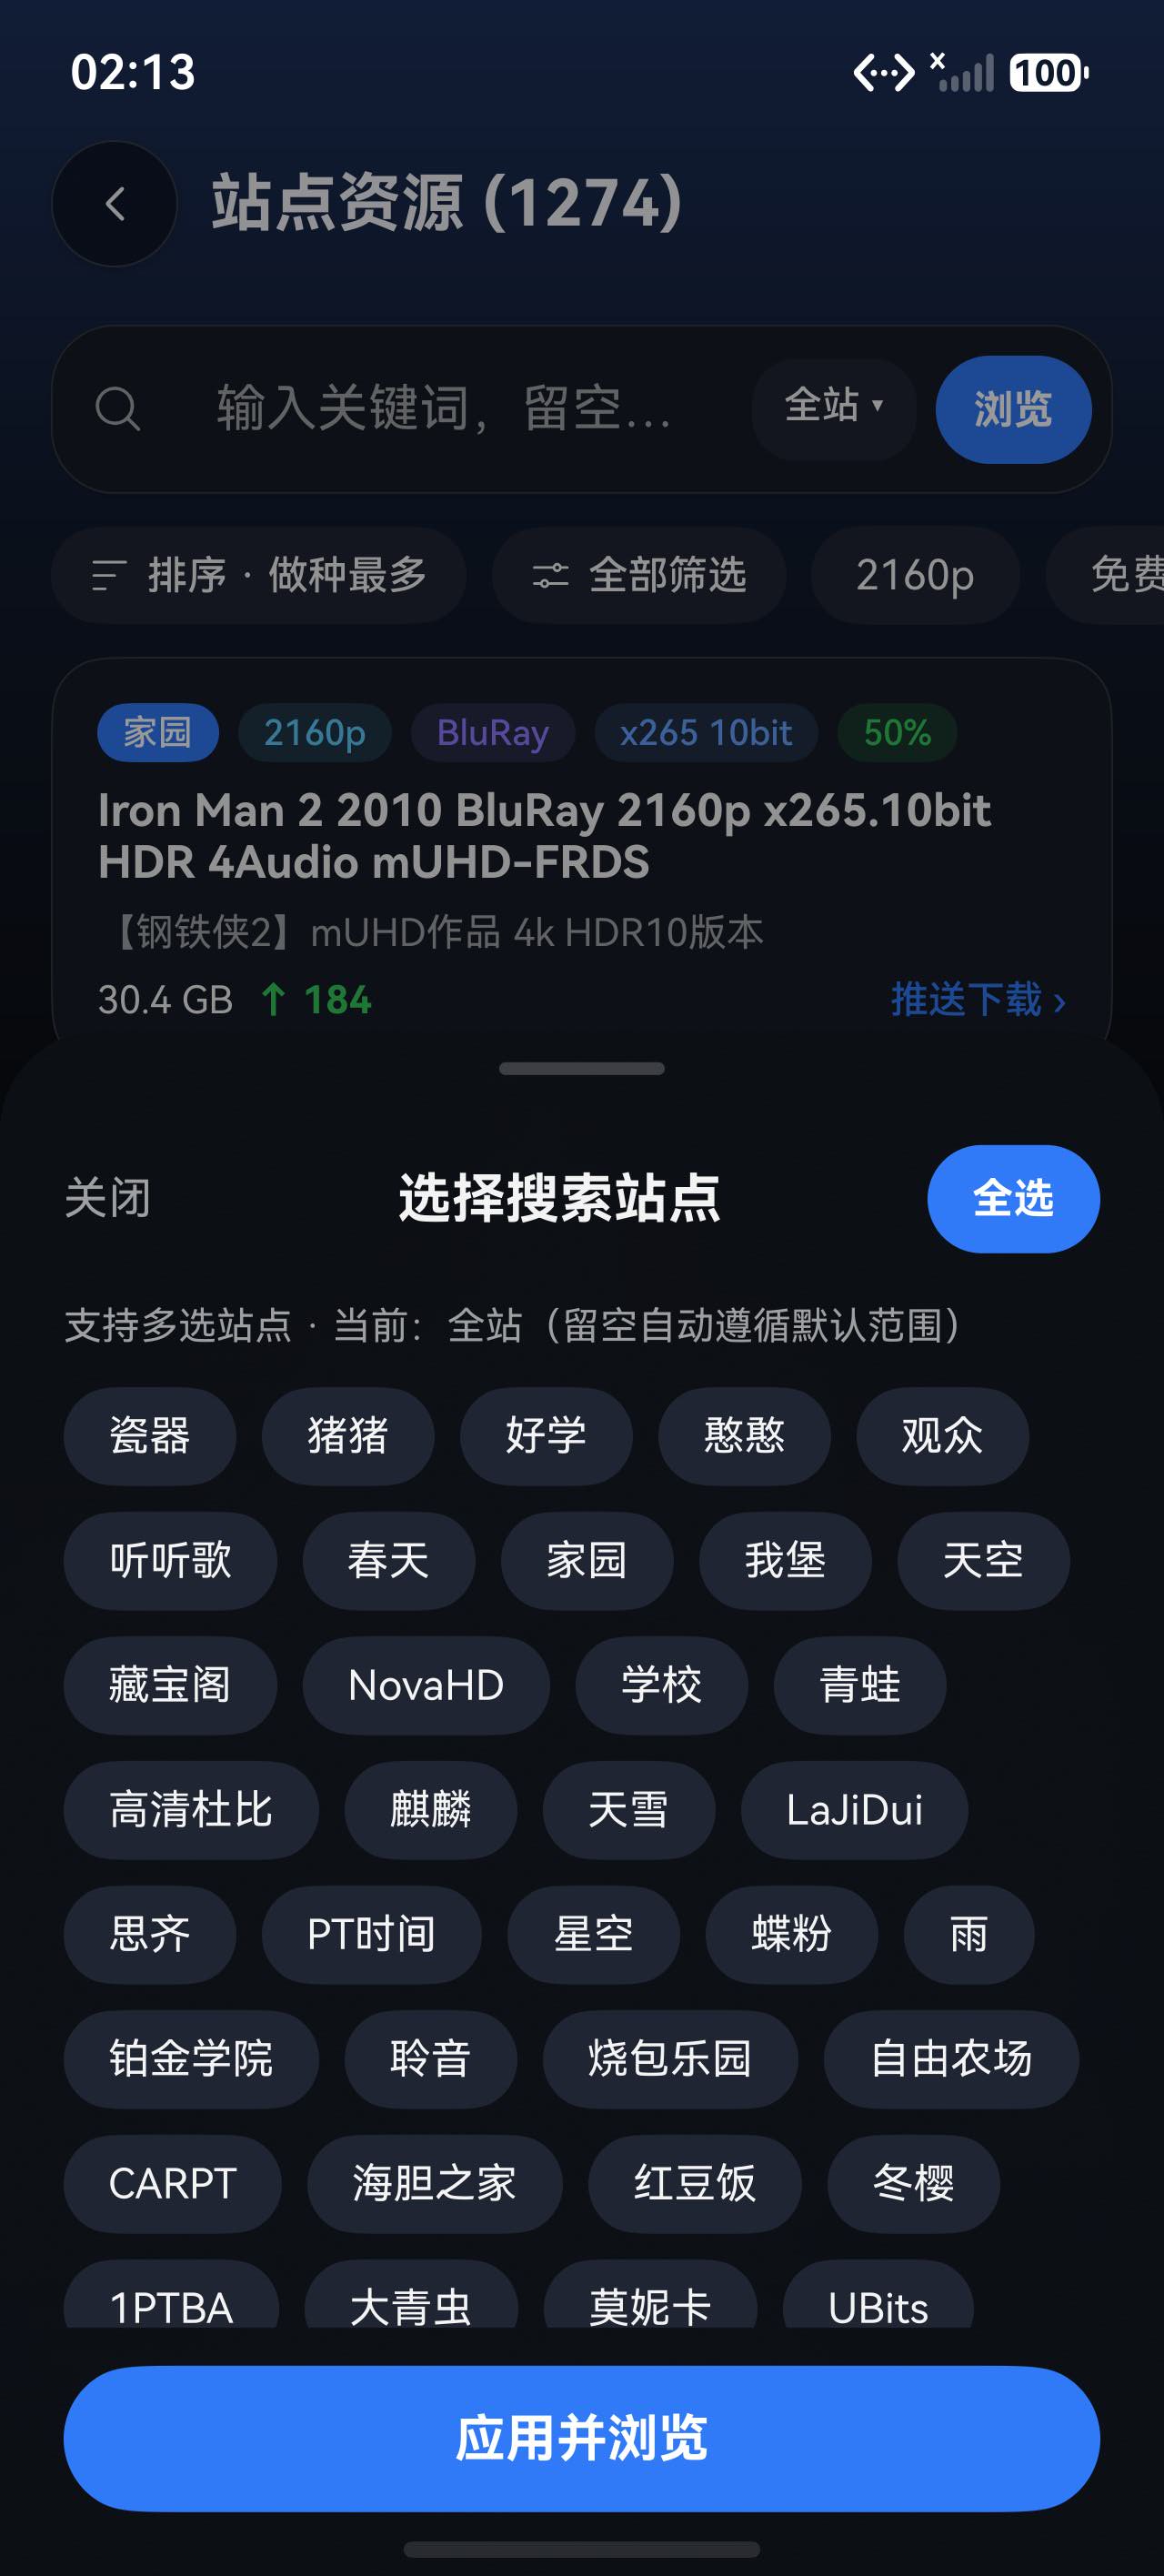 02:13
100
站点资源 (1274)
输入关键词，留空... 全站 ▾ 浏览
排序 · 做种最多 全部筛选 2160p 免费
家园 2160p BluRay x265 10bit 50%
Iron Man 2 2010 BluRay 2160p x265.10bit
HDR 4Audio mUHD-FRDS
【钢铁侠2】mUHD作品 4k HDR10版本
30.4 GB ↑ 184 推送下载 ›
关闭 选择搜索站点 全选
支持多选站点 · 当前：全站（留空自动遵循默认范围）
瓷器 猪猪 好学 憨憨 观众
听听歌 春天 家园 我堡 天空
藏宝阁 NovaHD 学校 青蛙
高清杜比 麒麟 天雪 LaJiDui
思齐 PT时间 星空 蝶粉 雨
铂金学院 聆音 烧包乐园 自由农场
CARPT 海胆之家 红豆饭 冬樱
1PTBA 大青虫 莫妮卡 UBits
应用并浏览